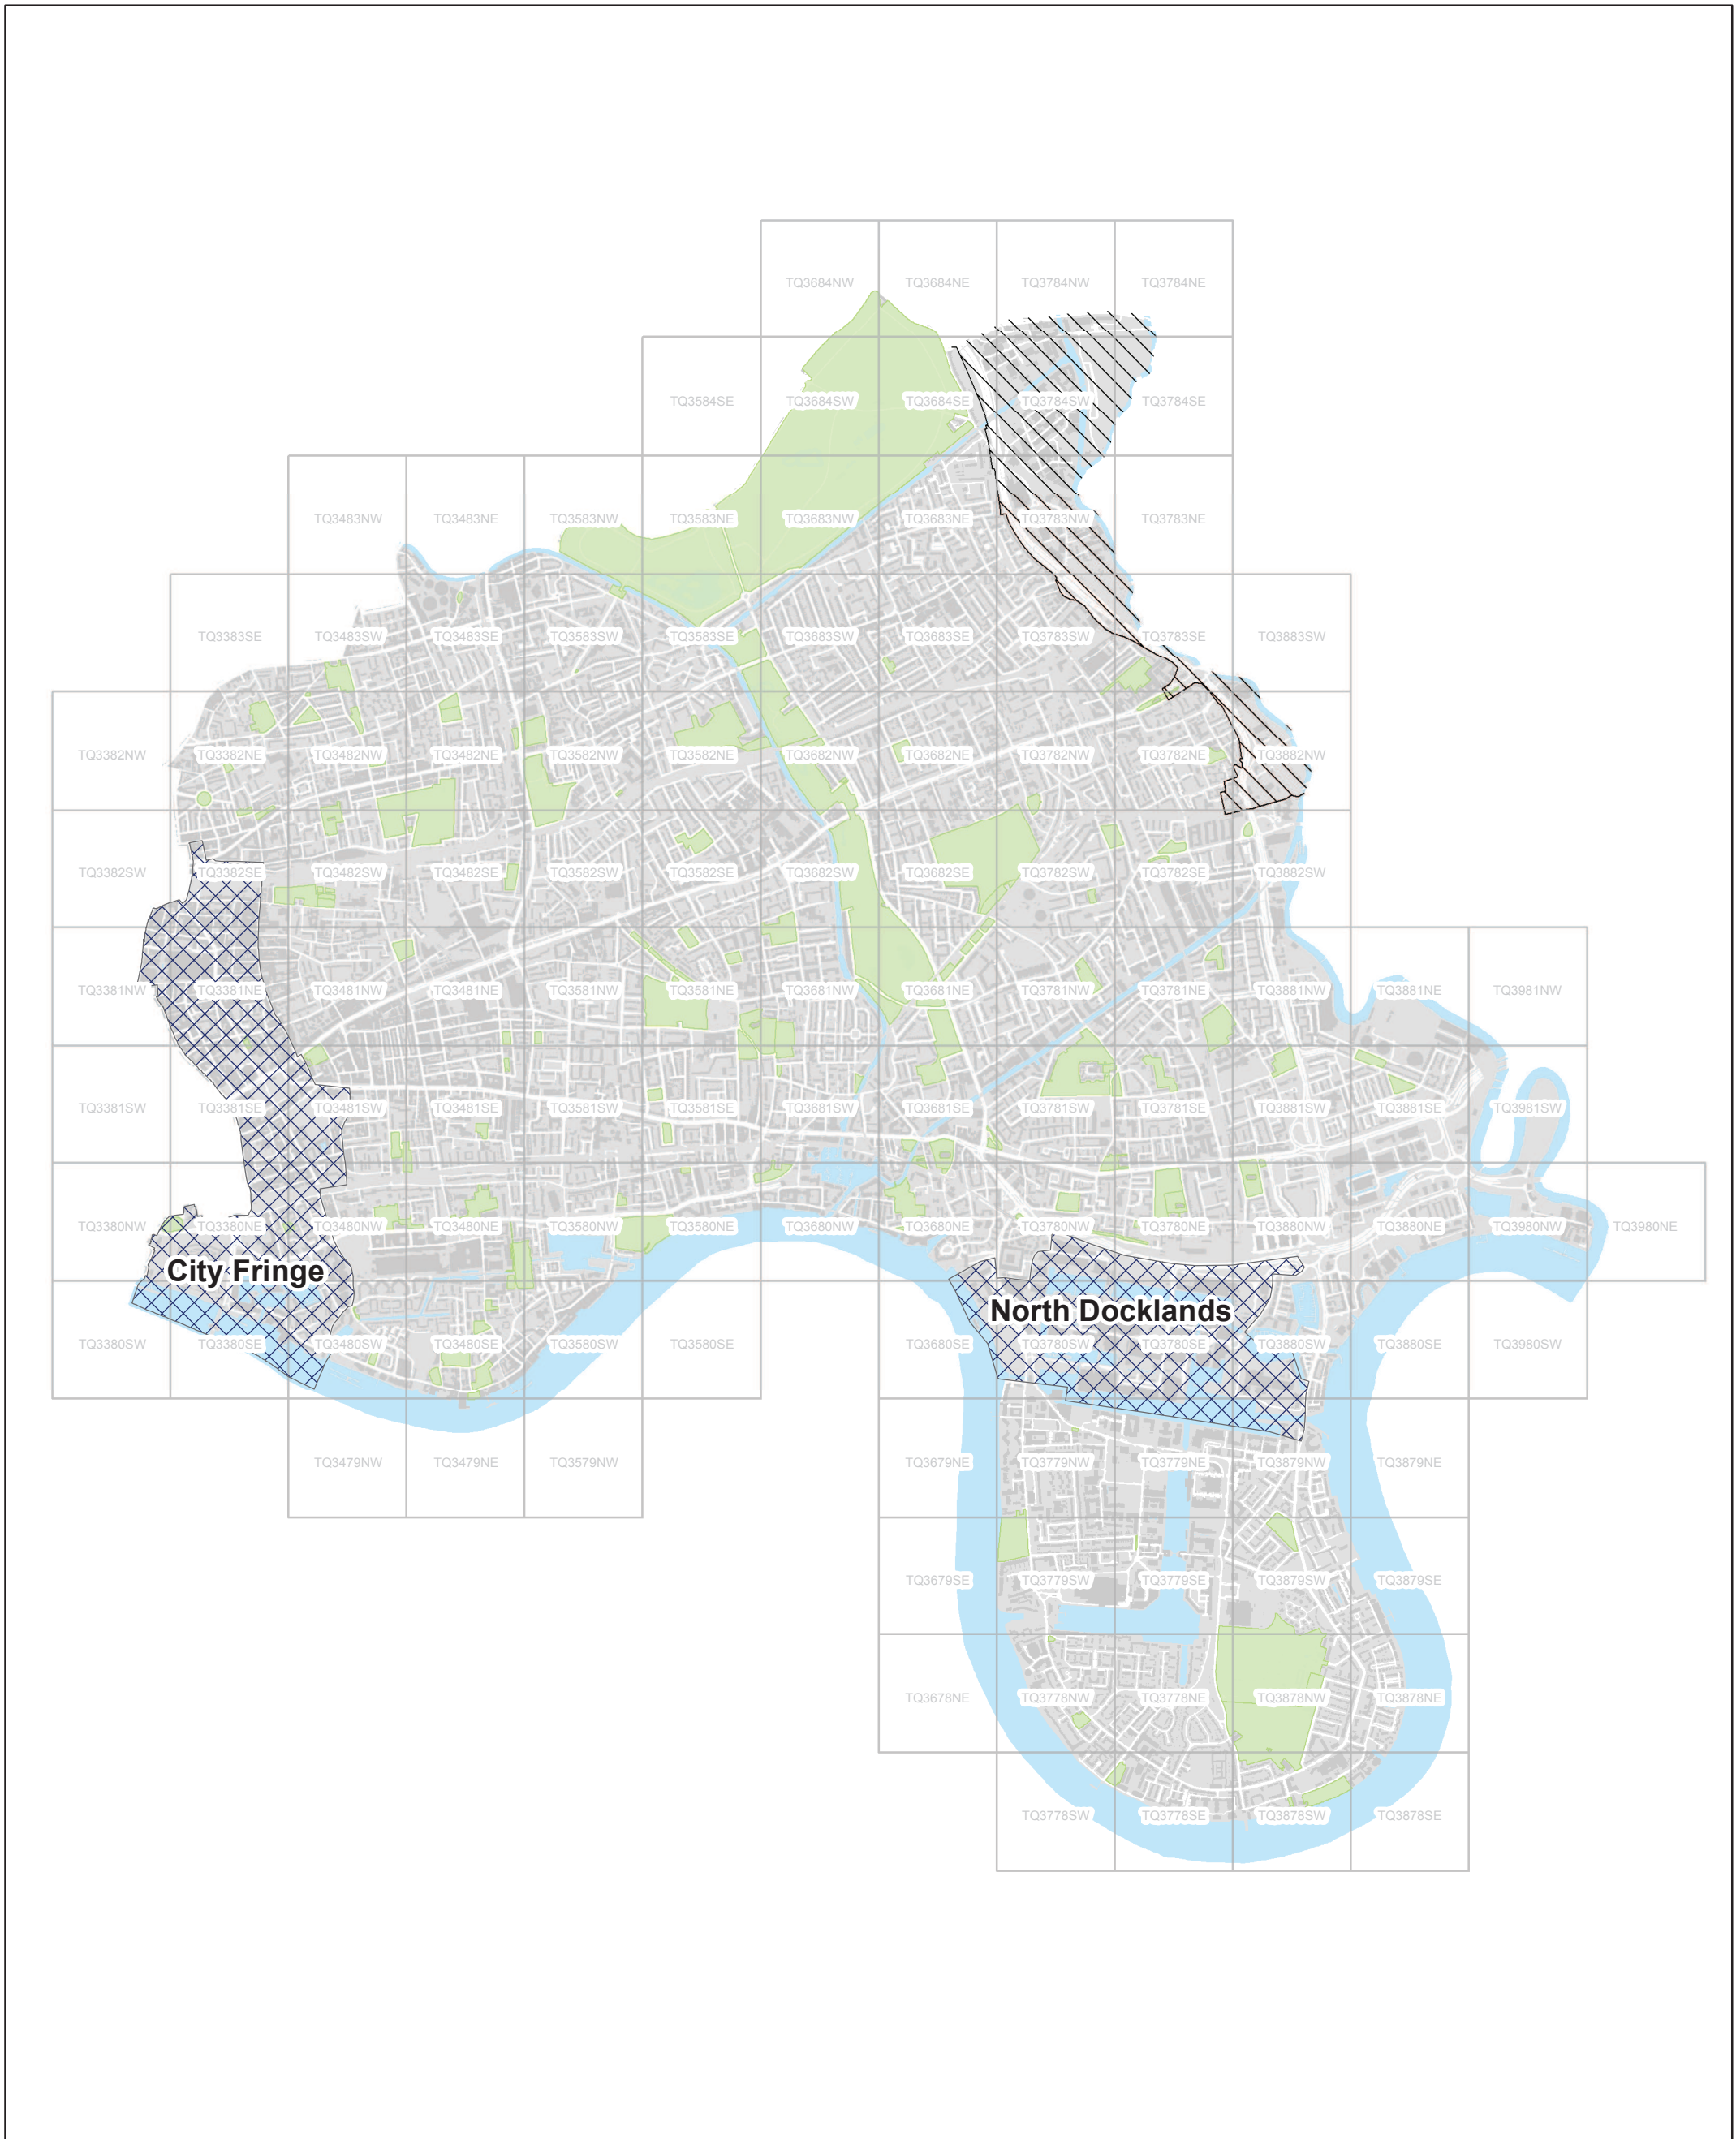 TQ3684NW TQ3684NE TQ3784NW TQ3784NE
TQ3584SE TQ3684SW TQ3684SE TQ3784SW TQ3784SE
TQ3483NW TQ3483NE TQ3583NW TQ3583NE TQ3683NW TQ3683NE TQ3783NW TQ3783NE
TQ3383SE TQ3483SW TQ3483SE TQ3583SW TQ3583SE TQ3683SW TQ3683SE TQ3783SW TQ3783SE TQ3883SW
TQ3382NW TQ3382NE TQ3482NW TQ3482NE TQ3582NW TQ3582NE TQ3682NW TQ3682NE TQ3782NW TQ3782NE TQ3882NW
TQ3382SW TQ3382SE TQ3482SW TQ3482SE TQ3582SW TQ3582SE TQ3682SW TQ3682SE TQ3782SW TQ3782SE TQ3882SW
TQ3381NW TQ3381NE TQ3481NW TQ3481NE TQ3581NW TQ3581NE TQ3681NW TQ3681NE TQ3781NW TQ3781NE TQ3881NW TQ3881NE TQ3981NW
TQ3381SW TQ3381SE TQ3481SW TQ3481SE TQ3581SW TQ3581SE TQ3681SW TQ3681SE TQ3781SW TQ3781SE TQ3881SW TQ3881SE TQ3981SW
TQ3380NW TQ3380NE TQ3480NW TQ3480NE TQ3580NW TQ3580NE TQ3680NW TQ3680NE TQ3780NW TQ3780NE TQ3880NW TQ3880NE TQ3980NW TQ3980NE
City Fringe
North Docklands
TQ3380SW TQ3380SE TQ3480SW TQ3480SE TQ3580SW TQ3580SE TQ3680SE TQ3780SW TQ3780SE TQ3880SW TQ3880SE TQ3980SW
TQ3479NW TQ3479NE TQ3579NW TQ3679NE TQ3779NW TQ3779NE TQ3879NW TQ3879NE
TQ3679SE TQ3779SW TQ3779SE TQ3879SW TQ3879SE
TQ3678NE TQ3778NW TQ3778NE TQ3878NW TQ3878NE
TQ3778SW TQ3778SE TQ3878SW TQ3878SE